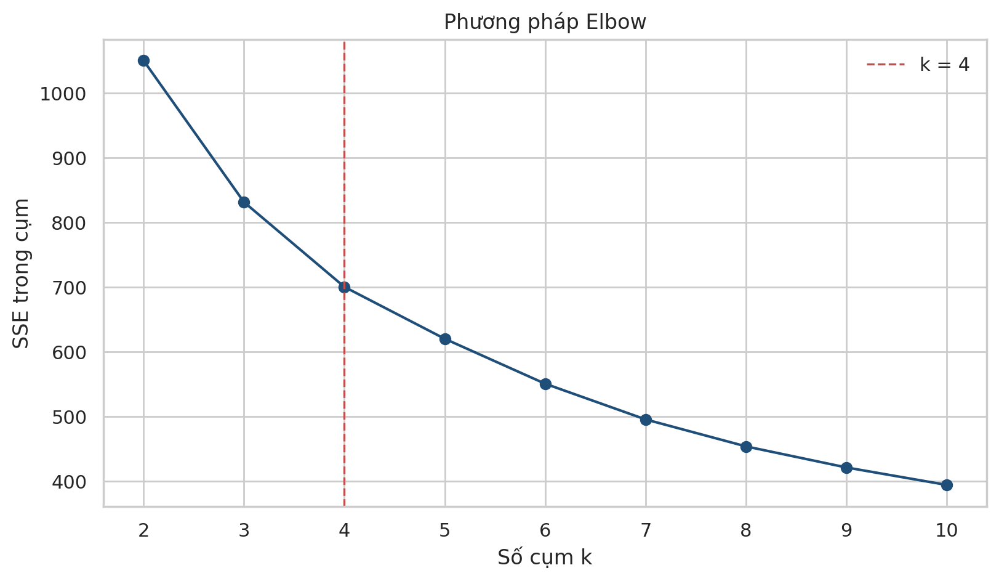 Phương pháp Elbow
k = 4
SSE trong cụm
1000
900
800
700
600
500
400
2 3 4 5 6 7 8 9 10
Số cụm k